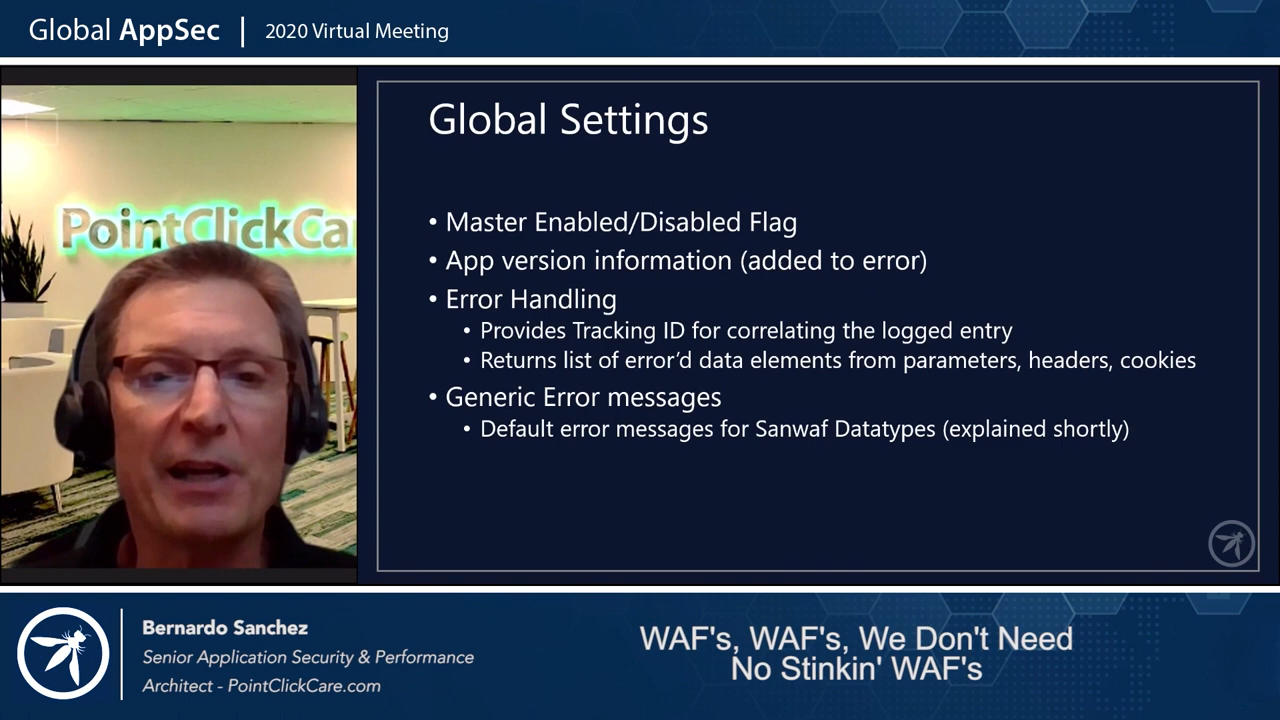 Global AppSec | 2020 Virtual Meeting
PointClickCa
Global Settings
• Master Enabled/Disabled Flag
• App version information (added to error)
• Error Handling
• Provides Tracking ID for correlating the logged entry
• Returns list of error’d data elements from parameters, headers, cookies
• Generic Error messages
• Default error messages for Sanwaf Datatypes (explained shortly)
Bernardo Sanchez
Senior Application Security & Performance
Architect - PointClickCare.com
WAF's, WAF's, We Don't Need
No Stinkin' WAF's